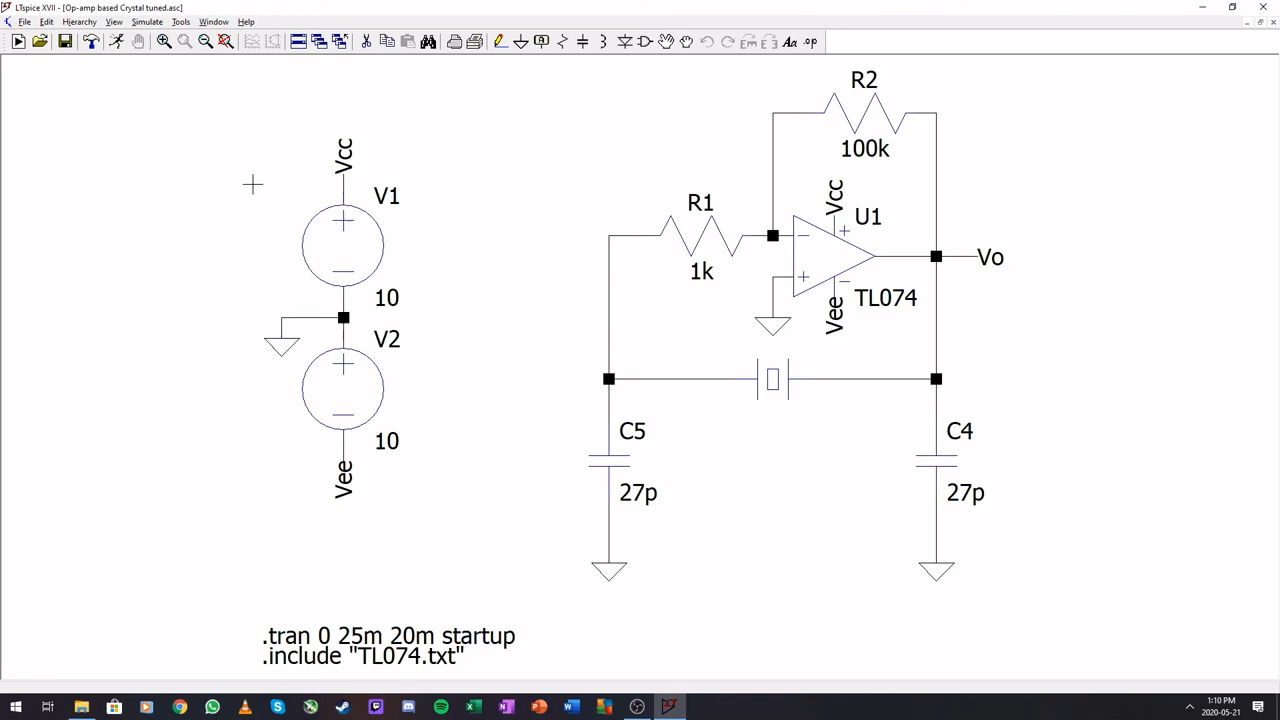 LTspice XVII - [Op-amp based Crystal tuned.asc]
File Edit Hierarchy View Simulate Tools Window Help
Aa .op
R2
100k
Vcc
V1
10
V2
10
Vee
R1
1k
Vcc
U1
TL074
Vee
Vo
C5
27p
C4
27p
.tran 0 25m 20m startup
.include "TL074.txt"
1:10 PM
2020-05-21